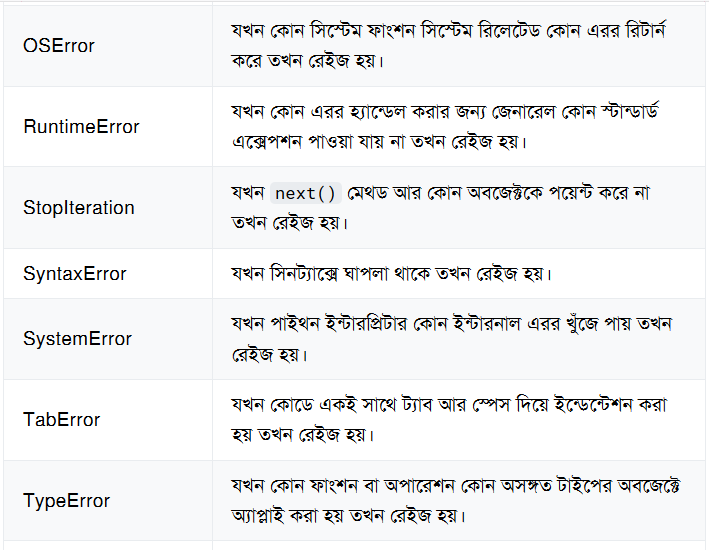 OSError
যখন কোন সিস্টেম ফাংশন সিস্টেম রিলেটেড কোন এরর রিটার্ন
করে তখন রেইজ হয়।
RuntimeError
যখন কোন এরর হ্যান্ডেল করার জন্য জেনারেল কোন স্টান্ডার্ড
এক্সেপশন পাওয়া যায় না তখন রেইজ হয়।
StopIteration
যখন next() মেথড আর কোন অবজেক্টকে পয়েন্ট করে না
তখন রেইজ হয়।
SyntaxError
যখন সিনট্যাক্সে ঘাপলা থাকে তখন রেইজ হয়।
SystemError
যখন পাইথন ইন্টারপ্রিটার কোন ইন্টারনাল এরর খুঁজে পায় তখন
রেইজ হয়।
TabError
যখন কোডে একই সাথে ট্যাব আর স্পেস দিয়ে ইন্ডেন্টেশন করা
হয় তখন রেইজ হয়।
TypeError
যখন কোন ফাংশন বা অপারেশন কোন অসঙ্গত টাইপের অবজেক্টে
অ্যাপ্লাই করা হয় তখন রেইজ হয়।